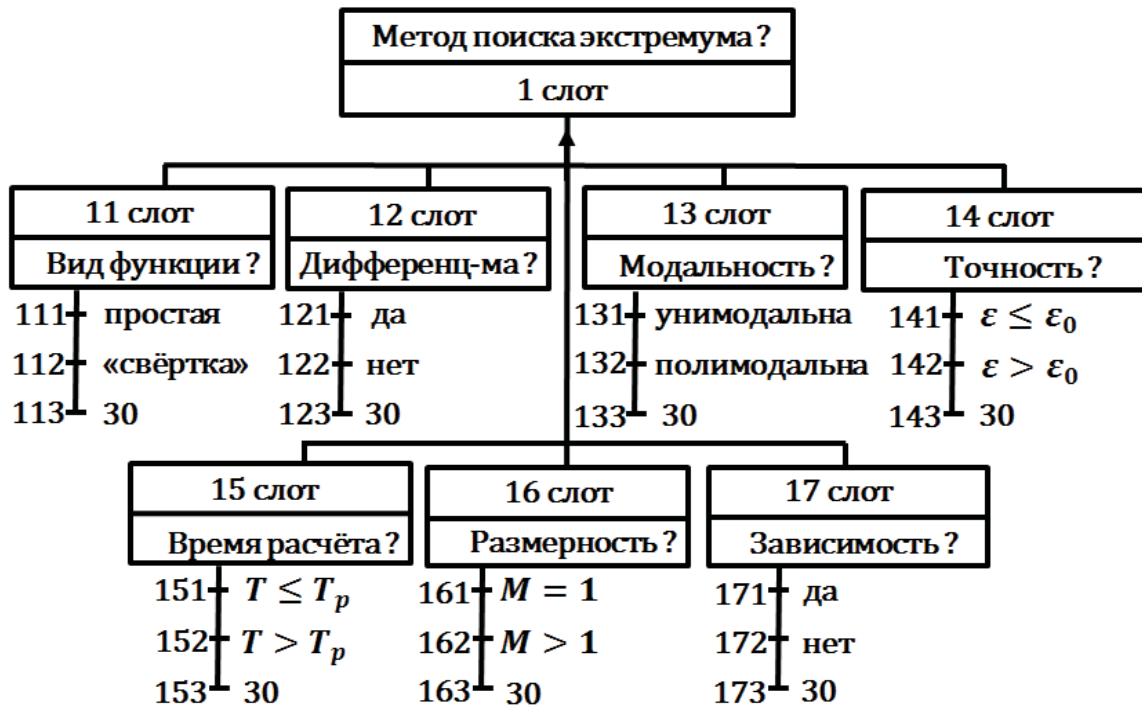 Метод поиска экстремума?
1 слот
11 слот
Вид функции?
111 простая
112 «свёртка»
113 30
12 слот
Дифференц-ма?
121 да
122 нет
123 30
13 слот
Модальность?
131 унимодальна
132 полимодальна
133 30
14 слот
Точность?
141 ε ≤ ε₀
142 ε > ε₀
143 30
15 слот
Время расчёта?
151 T ≤ Tₚ
152 T > Tₚ
153 30
16 слот
Размерность?
161 M = 1
162 M > 1
163 30
17 слот
Зависимость?
171 да
172 нет
173 30